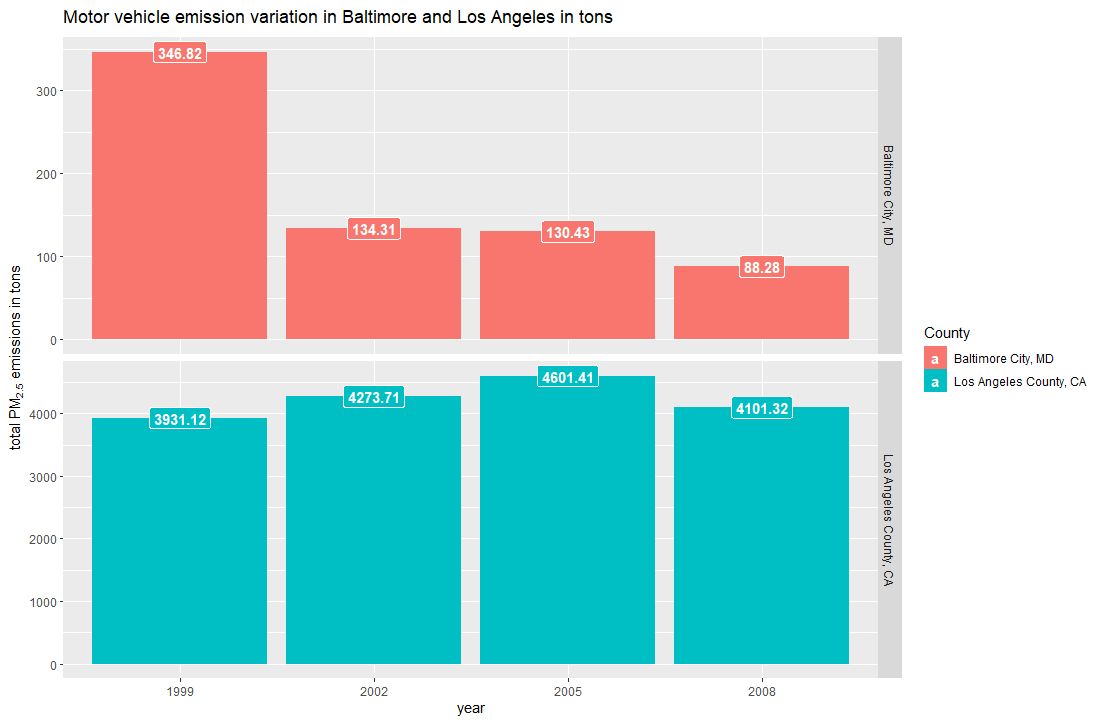 Motor vehicle emission variation in Baltimore and Los Angeles in tons
total PM2.5 emissions in tons
300
200
100
0
346.82
134.31
130.43
88.28
Baltimore City, MD
4000
3000
2000
1000
0
3931.12
4273.71
4601.41
4101.32
Los Angeles County, CA
1999
2002
2005
2008
year
County
a Baltimore City, MD
a Los Angeles County, CA